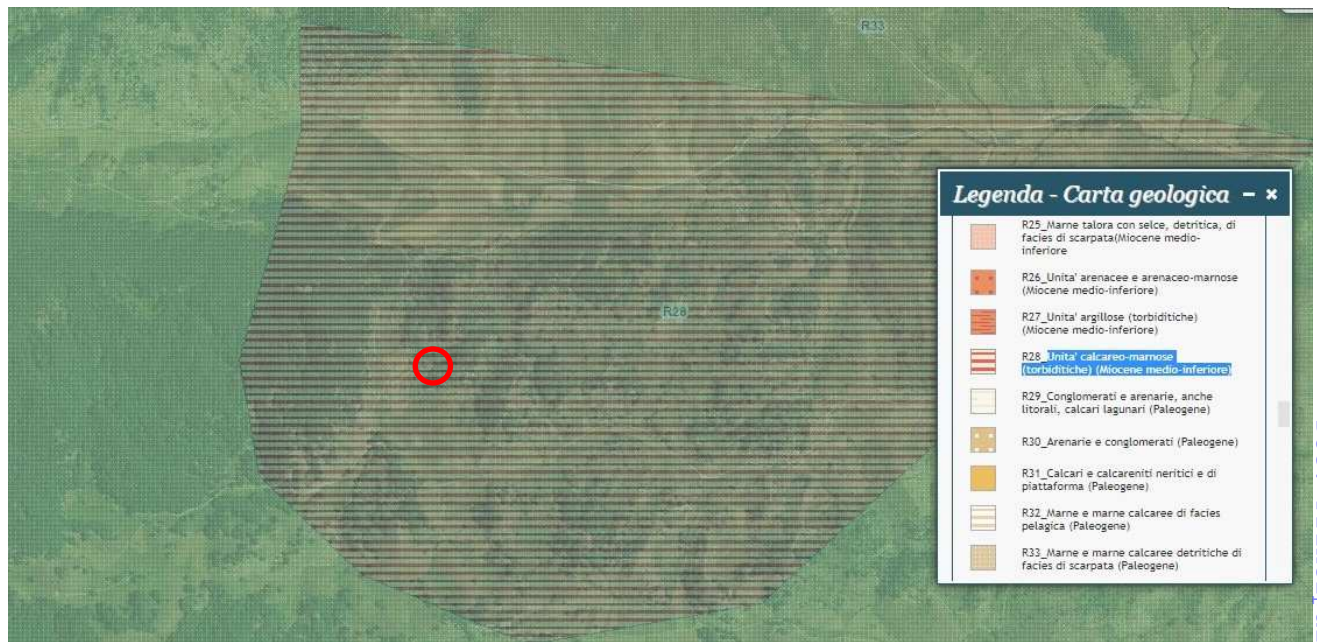 R33
R28
Legenda - Carta geologica
R25_Marne talora con selce, detritica, di
facies di scarpata(Miocene medio-
inferiore
R26_Unita' arenacee e arenaceo-marnose
(Miocene medio-inferiore)
R27_Unita' argillose (torbiditiche)
(Miocene medio-inferiore)
R28_Unita' calcareo-marnose
(torbiditiche) (Miocene medio-inferiore)
R29_Conglomerati e arenarie, anche
litorali, calcari lagunari (Paleogene)
R30_Arenarie e conglomerati (Paleogene)
R31_Calcari e calcareniti neritici e di
piattaforma (Paleogene)
R32_Marne e marne calcaree di facies
pelagica (Paleogene)
R33_Marne e marne calcaree detritiche di
facies di scarpata (Paleogene)